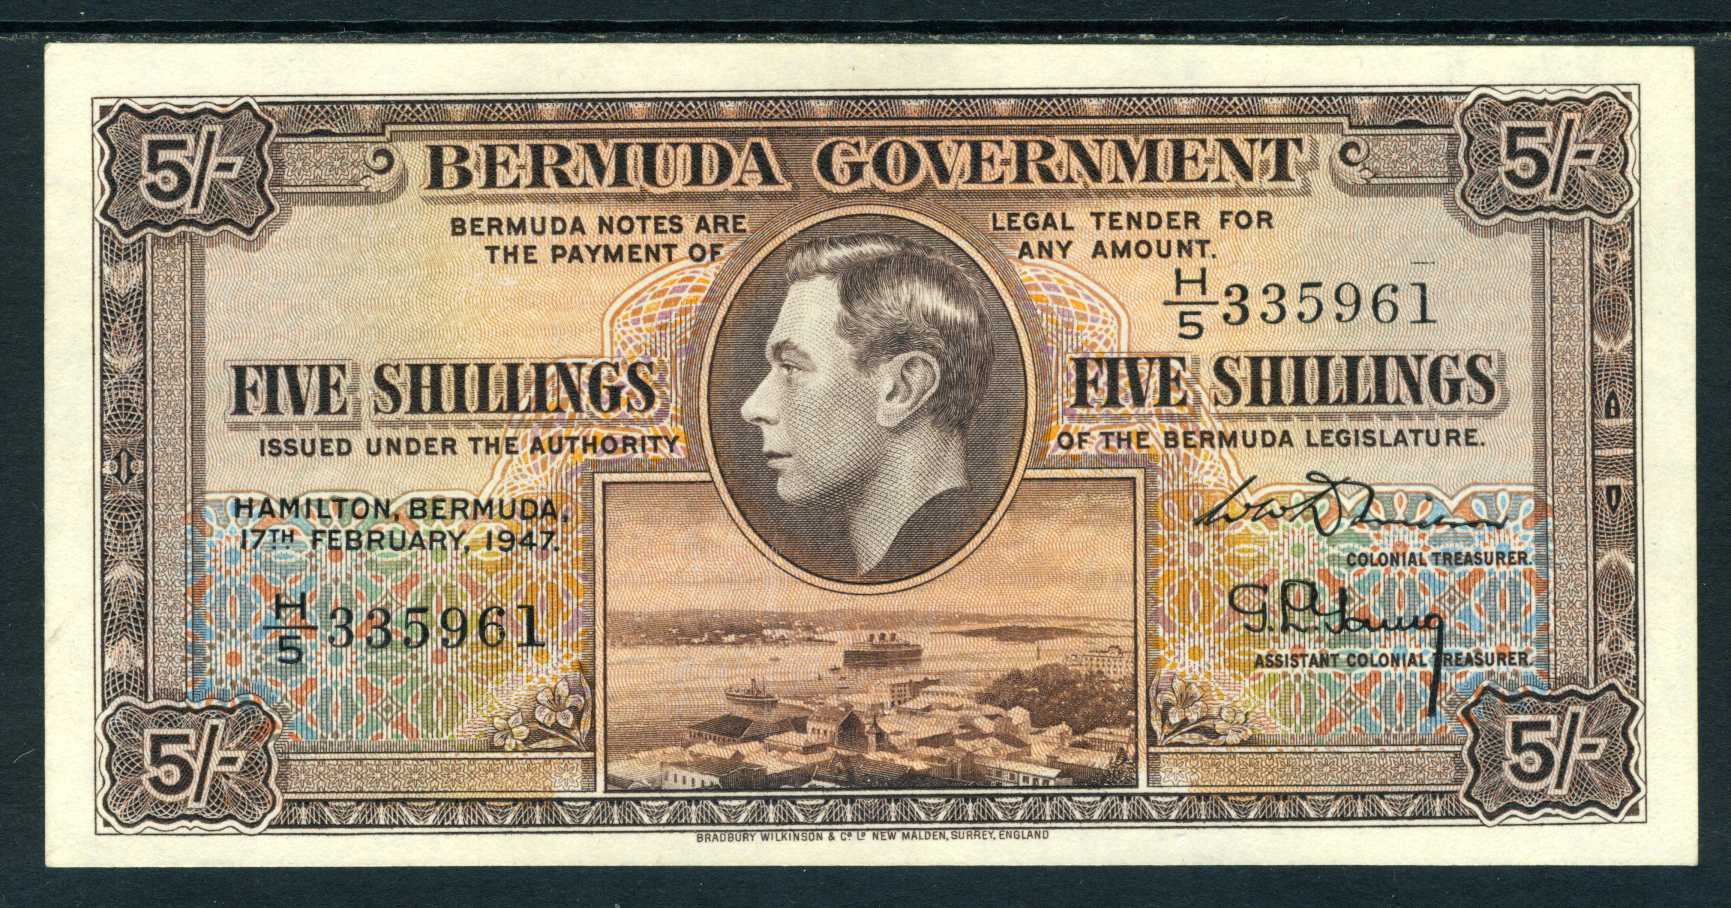 5/-
BERMUDA GOVERNMENT
5/-
BERMUDA NOTES ARE LEGAL TENDER FOR
THE PAYMENT OF ANY AMOUNT.
H/5 335961
FIVE SHILLINGS FIVE SHILLINGS
ISSUED UNDER THE AUTHORITY OF THE BERMUDA LEGISLATURE.
HAMILTON, BERMUDA,
17TH FEBRUARY, 1947.
H/5 335961
COLONIAL TREASURER.
ASSISTANT COLONIAL TREASURER.
5/-
5/-
BRADBURY WILKINSON & Cº Lº NEW MALDEN, SURREY, ENGLAND